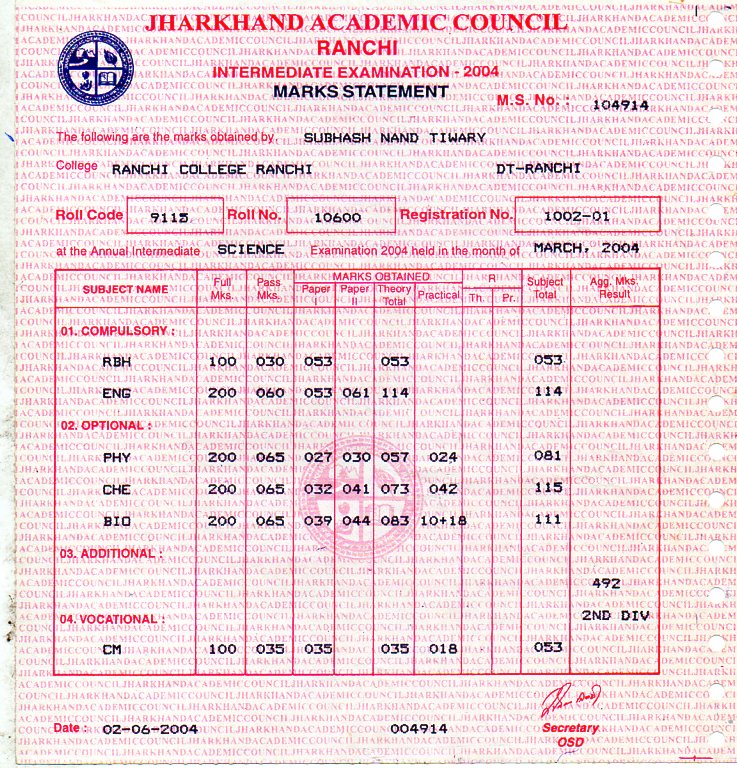 JHARKHAND ACADEMIC COUNCIL
RANCHI
INTERMEDIATE EXAMINATION - 2004
MARKS STATEMENT
M.S. No. : 104914
The following are the marks obtained by SUBHASH NAND TIWARY
College RANCHI COLLEGE RANCHI DT-RANCHI
Roll Code 9113 Roll No. 10600 Registration No. 1002-01
at the Annual Intermediate SCIENCE Examination 2004 held in the month of MARCH, 2004
SUBJECT NAME Full Mks. Pass Mks. MARKS OBTAINED Paper I Paper II Theory Total Practical R Th. Pr. Subject Total Agg. Mks. Result
01. COMPULSORY :
RBH 100 030 053 053 053
ENG 200 060 053 061 114 114
02. OPTIONAL :
PHY 200 065 027 030 057 024 081
CHE 200 065 032 041 073 042 115
BIO 200 065 039 044 083 10+18 111
03. ADDITIONAL :
492
04. VOCATIONAL : 2ND DIV
CM 100 035 035 035 018 053
Date : 02-06-2004 004914 Secretary
OSD